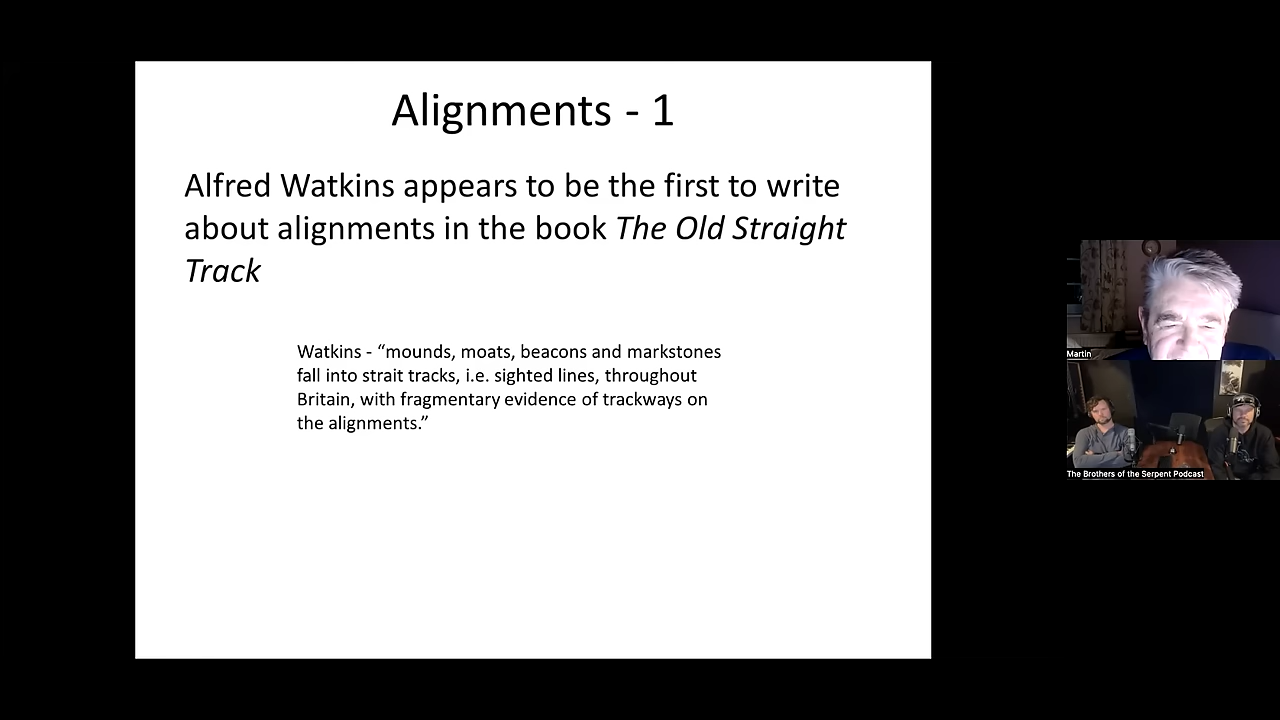 Alignments - 1
Alfred Watkins appears to be the first to write
about alignments in the book The Old Straight
Track
Watkins - “mounds, moats, beacons and markstones
fall into strait tracks, i.e. sighted lines, throughout
Britain, with fragmentary evidence of trackways on
the alignments.”
Martin
The Brothers of the Serpent Podcast